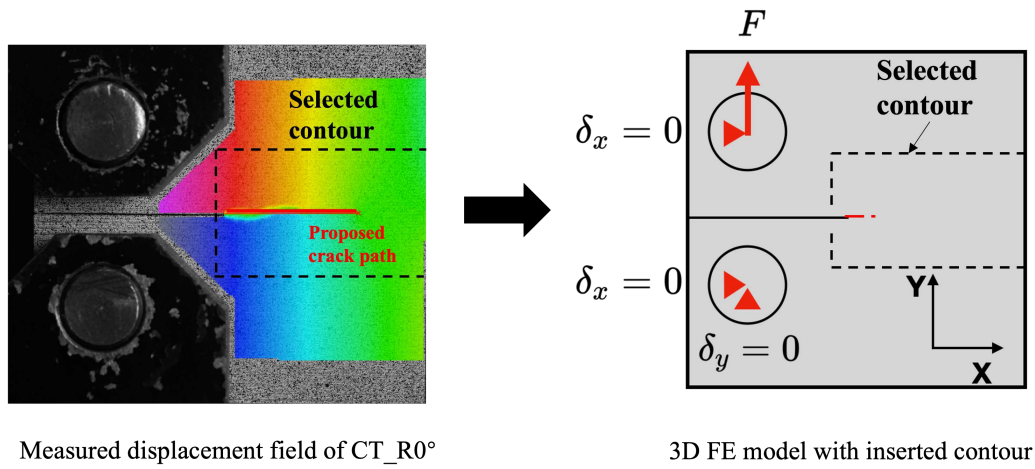 F
Selected
contour
Selected
contour
δx = 0
Proposed
crack path
δx = 0
Y
δy = 0
X
Measured displacement field of CT_R0°
3D FE model with inserted contour